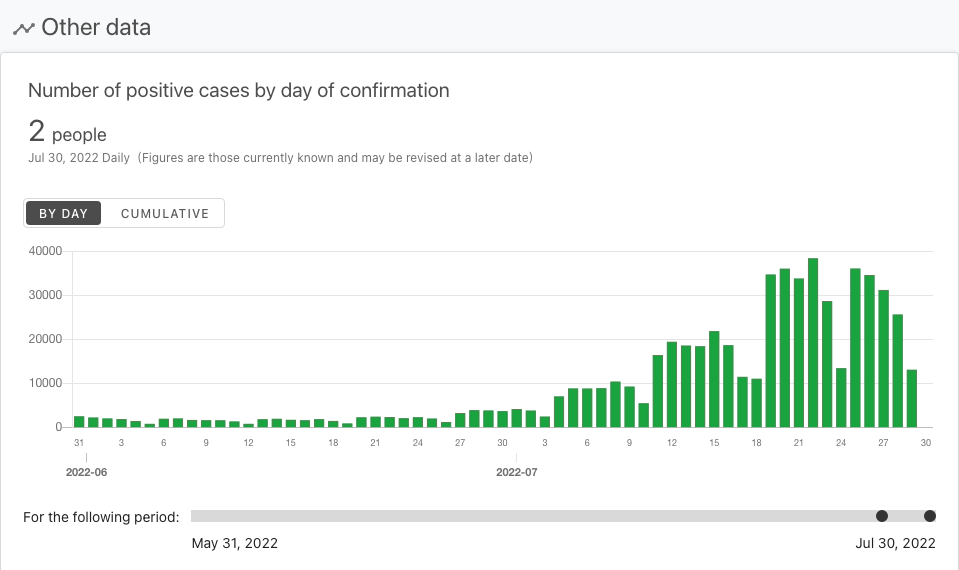 Other data
Number of positive cases by day of confirmation
2 people
Jul 30, 2022 Daily (Figures are those currently known and may be revised at a later date)
BY DAY CUMULATIVE
40000
30000
20000
10000
0
31 3 6 9 12 15 18 21 24 27 30 3 6 9 12 15 18 21 24 27 30
2022-06 2022-07
For the following period:
May 31, 2022 Jul 30, 2022